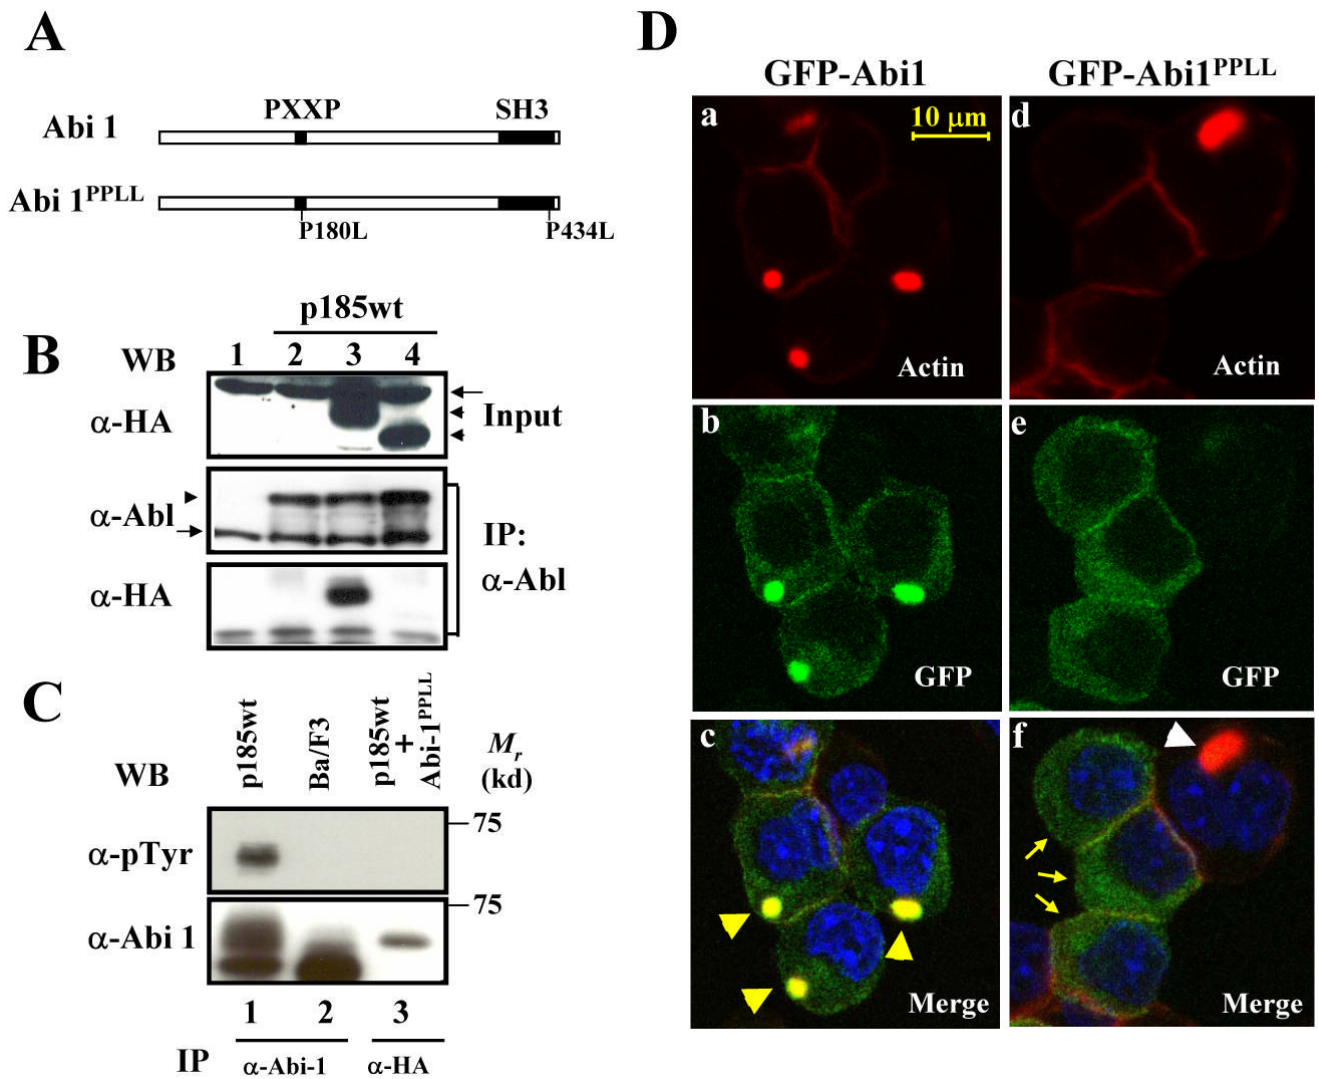 A
PXXP
SH3
Abi 1
Abi 1PPLL
P180L
P434L
p185wt
B
WB
1
2
3
4
α-HA
Input
α-Abl
α-HA
IP:
α-Abl
C
WB
p185wt
Ba/F3
p185wt
+
Abi-1PPLL
Mr
(kd)
α-pTyr
75
α-Abi 1
75
1
2
3
IP
α-Abi-1
α-HA
D
GFP-Abi1
GFP-Abi1PPLL
a
10 μm
Actin
d
Actin
b
GFP
e
GFP
c
Merge
f
Merge